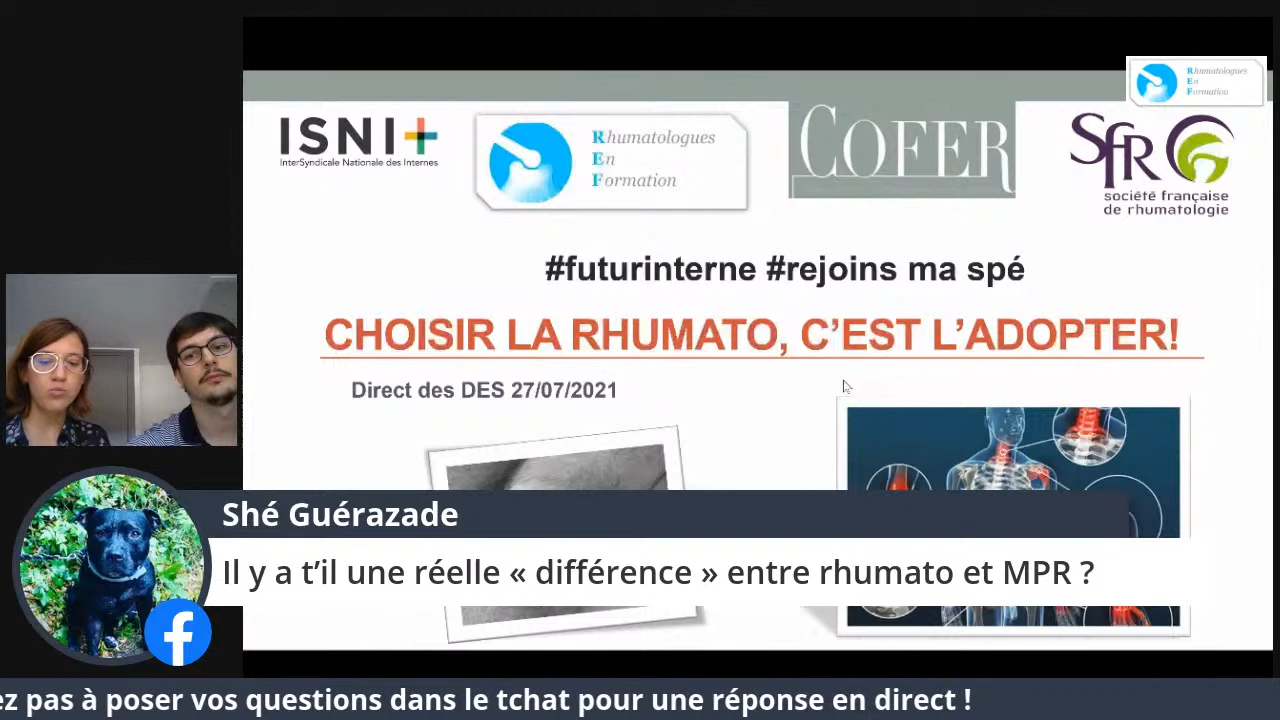 ISNI+
InterSyndicale Nationale des Internes
Rhumatologues
En
Formation
COFER
SFR
société française
de rhumatologie
Rhumatologues
En
Formation
#futurinterne #rejoins ma spé
CHOISIR LA RHUMATO, C’EST L’ADOPTER!
Direct des DES 27/07/2021
Shé Guérazade
Il y a t’il une réelle « différence » entre rhumato et MPR ?
ez pas à poser vos questions dans le tchat pour une réponse en direct !